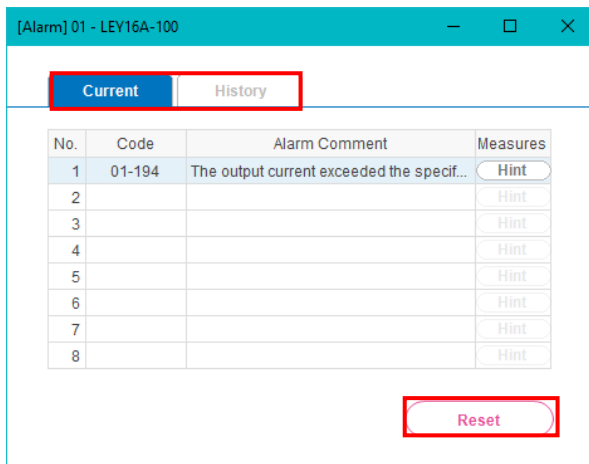 [Alarm] 01 - LEY16A-100
Current History
No. Code Alarm Comment Measures
1 01-194 The output current exceeded the specif... Hint
2 Hint
3 Hint
4 Hint
5 Hint
6 Hint
7 Hint
8 Hint
Reset